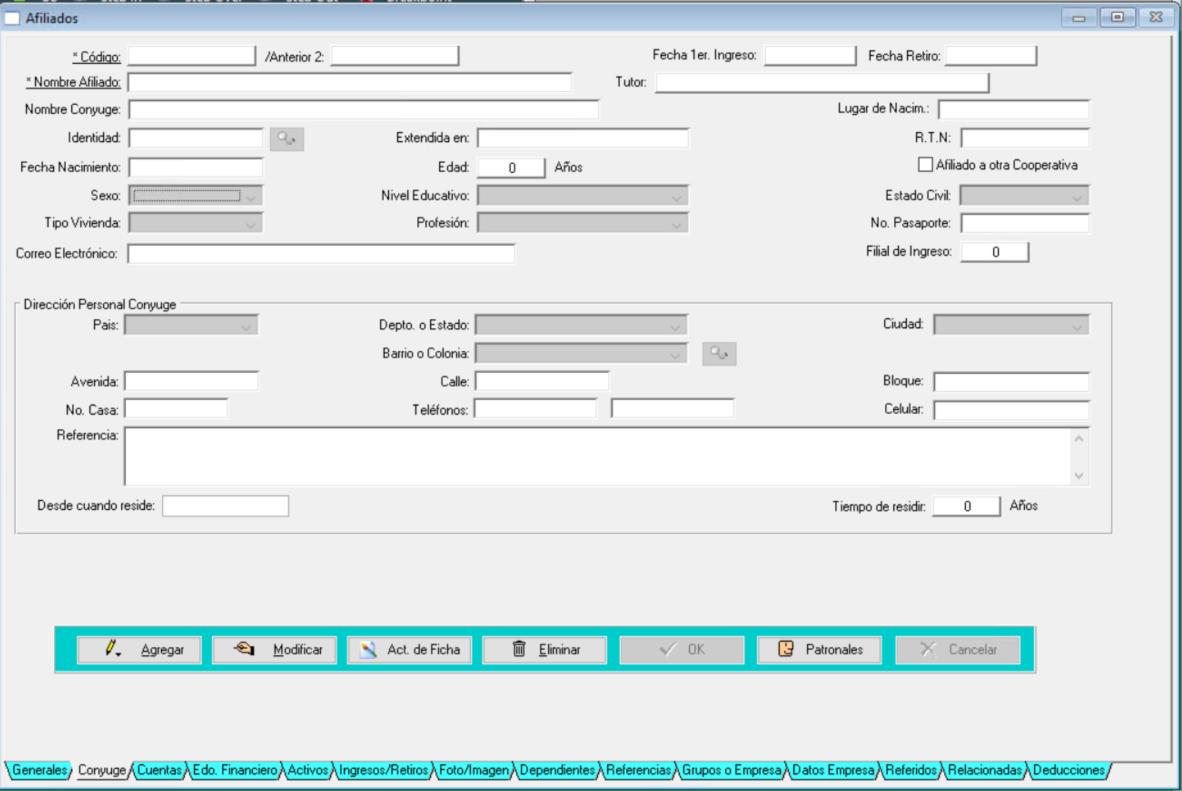 Afiliados
* Código: /Anterior 2: Fecha 1er. Ingreso: Fecha Retiro:
* Nombre Afiliado: Tutor:
Nombre Conyuge: Lugar de Nacim.:
Identidad: Extendida en: R.T.N:
Fecha Nacimiento: Edad: 0 Años Afiliado a otra Cooperativa
Sexo: Nivel Educativo: Estado Civil:
Tipo Vivienda: Profesión: No. Pasaporte:
Correo Electrónico: Filial de Ingreso: 0
Dirección Personal Conyuge
Pais: Depto. o Estado: Ciudad:
Barrio o Colonia:
Avenida: Calle: Bloque:
No. Casa: Teléfonos: Celular:
Referencia:
Desde cuando reside: Tiempo de residir: 0 Años
Agregar Modificar Act. de Ficha Eliminar OK Patronales Cancelar
Generales Conyuge Cuentas Edo. Financiero Activos Ingresos/Retiros Foto/Imagen Dependientes Referencias Grupos o Empresa Datos Empresa Referidos Relacionadas Deducciones